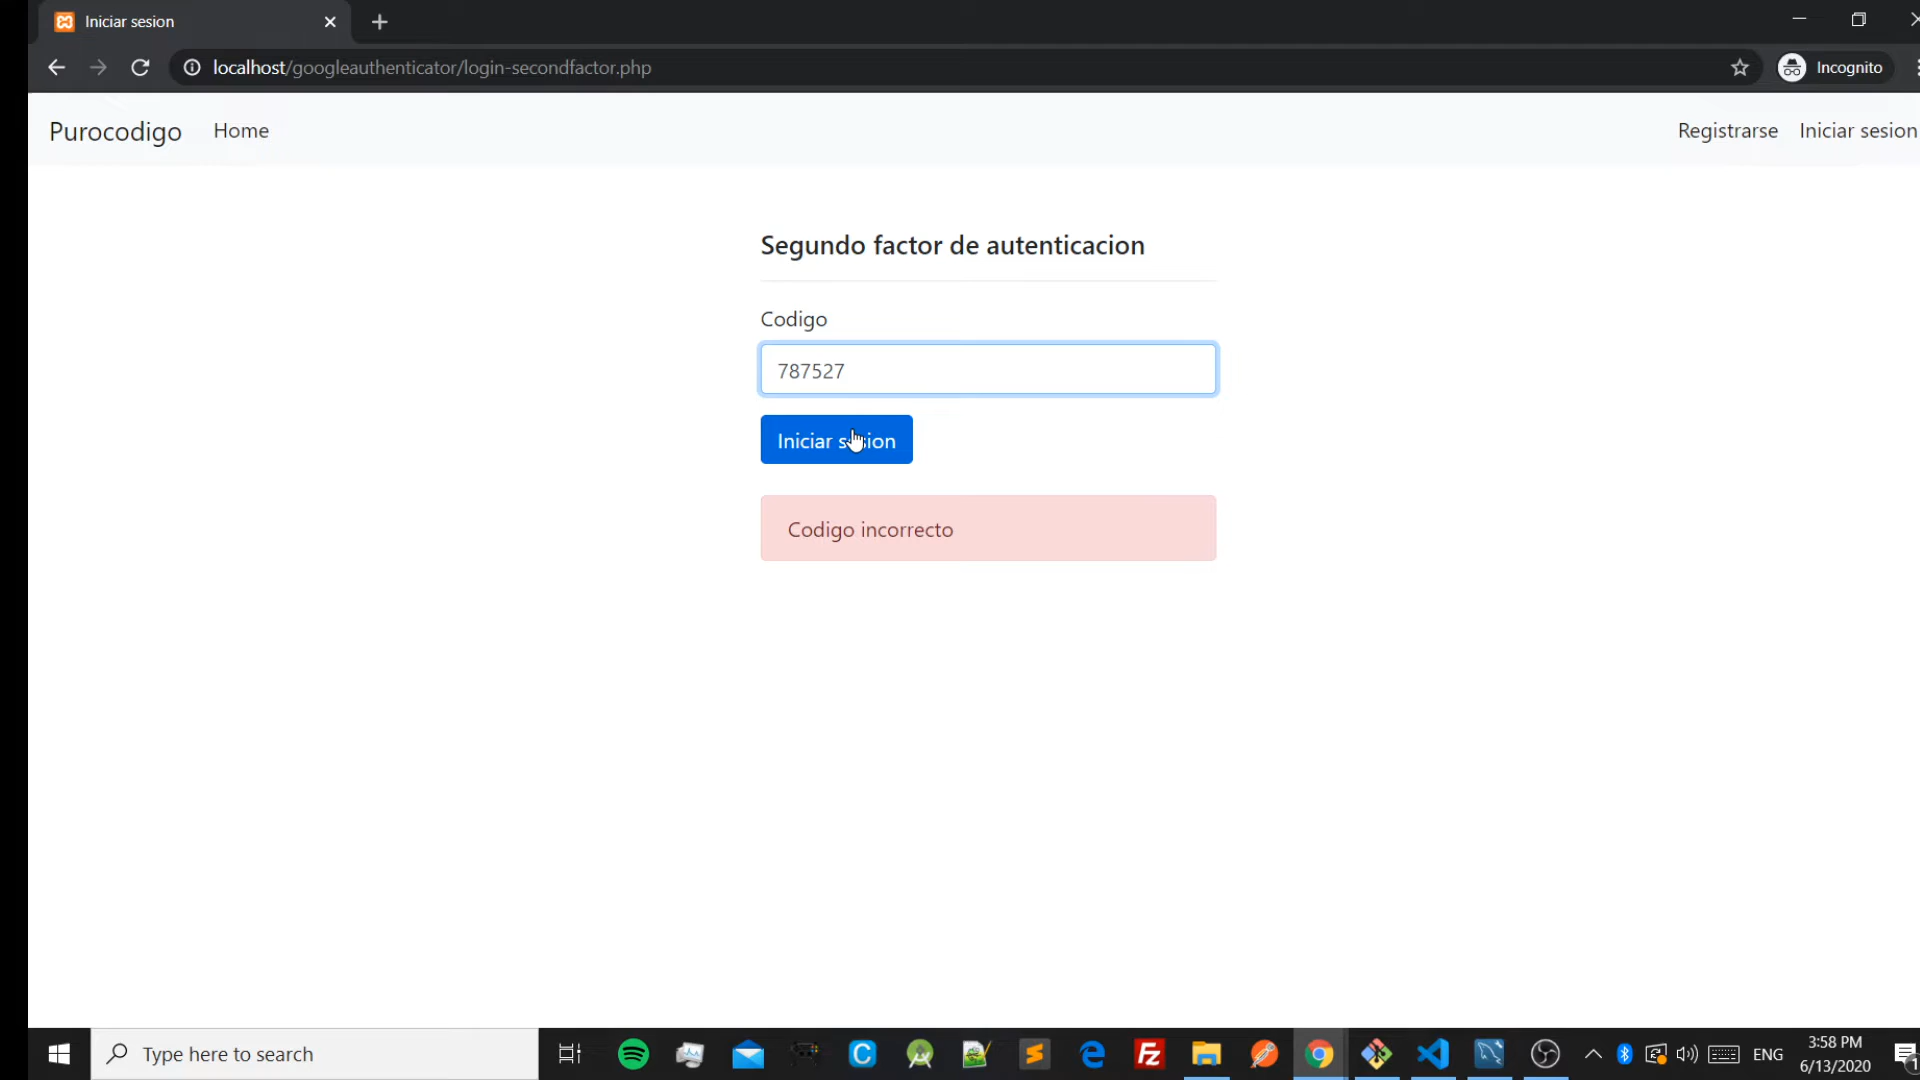 Iniciar sesion
localhost/googleauthenticator/login-secondfactor.php
Incognito
Purocodigo Home Registrarse Iniciar sesion
Segundo factor de autenticacion
Codigo
787527
Iniciar sesion
Codigo incorrecto
Type here to search
ENG
3:58 PM
6/13/2020
1